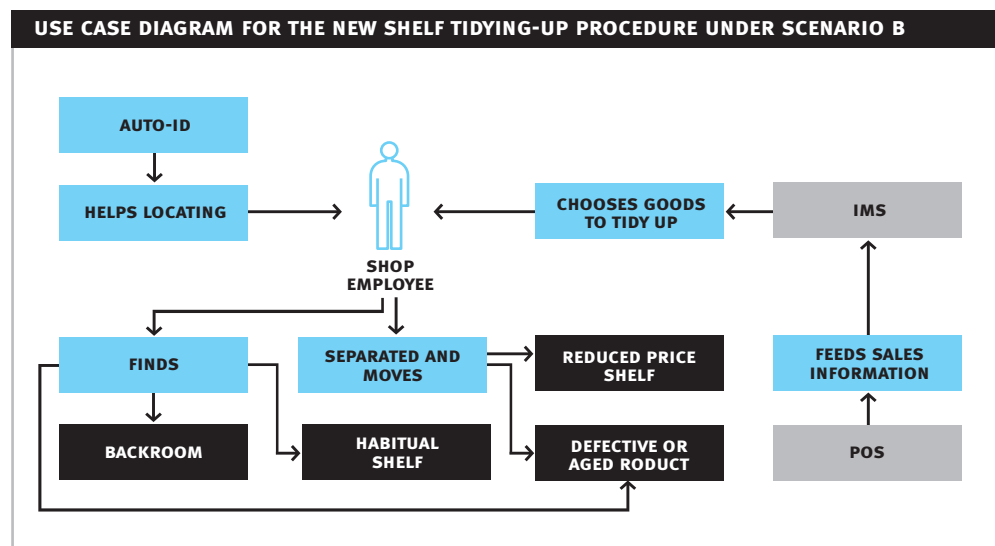 USE CASE DIAGRAM FOR THE NEW SHELF TIDYING-UP PROCEDURE UNDER SCENARIO B
AUTO-ID
HELPS LOCATING
CHOOSES GOODS
TO TIDY UP
IMS
SHOP
EMPLOYEE
FINDS
SEPARATED AND
MOVES
REDUCED PRICE
SHELF
FEEDS SALES
INFORMATION
BACKROOM
HABITUAL
SHELF
DEFECTIVE OR
AGED RODUCT
POS